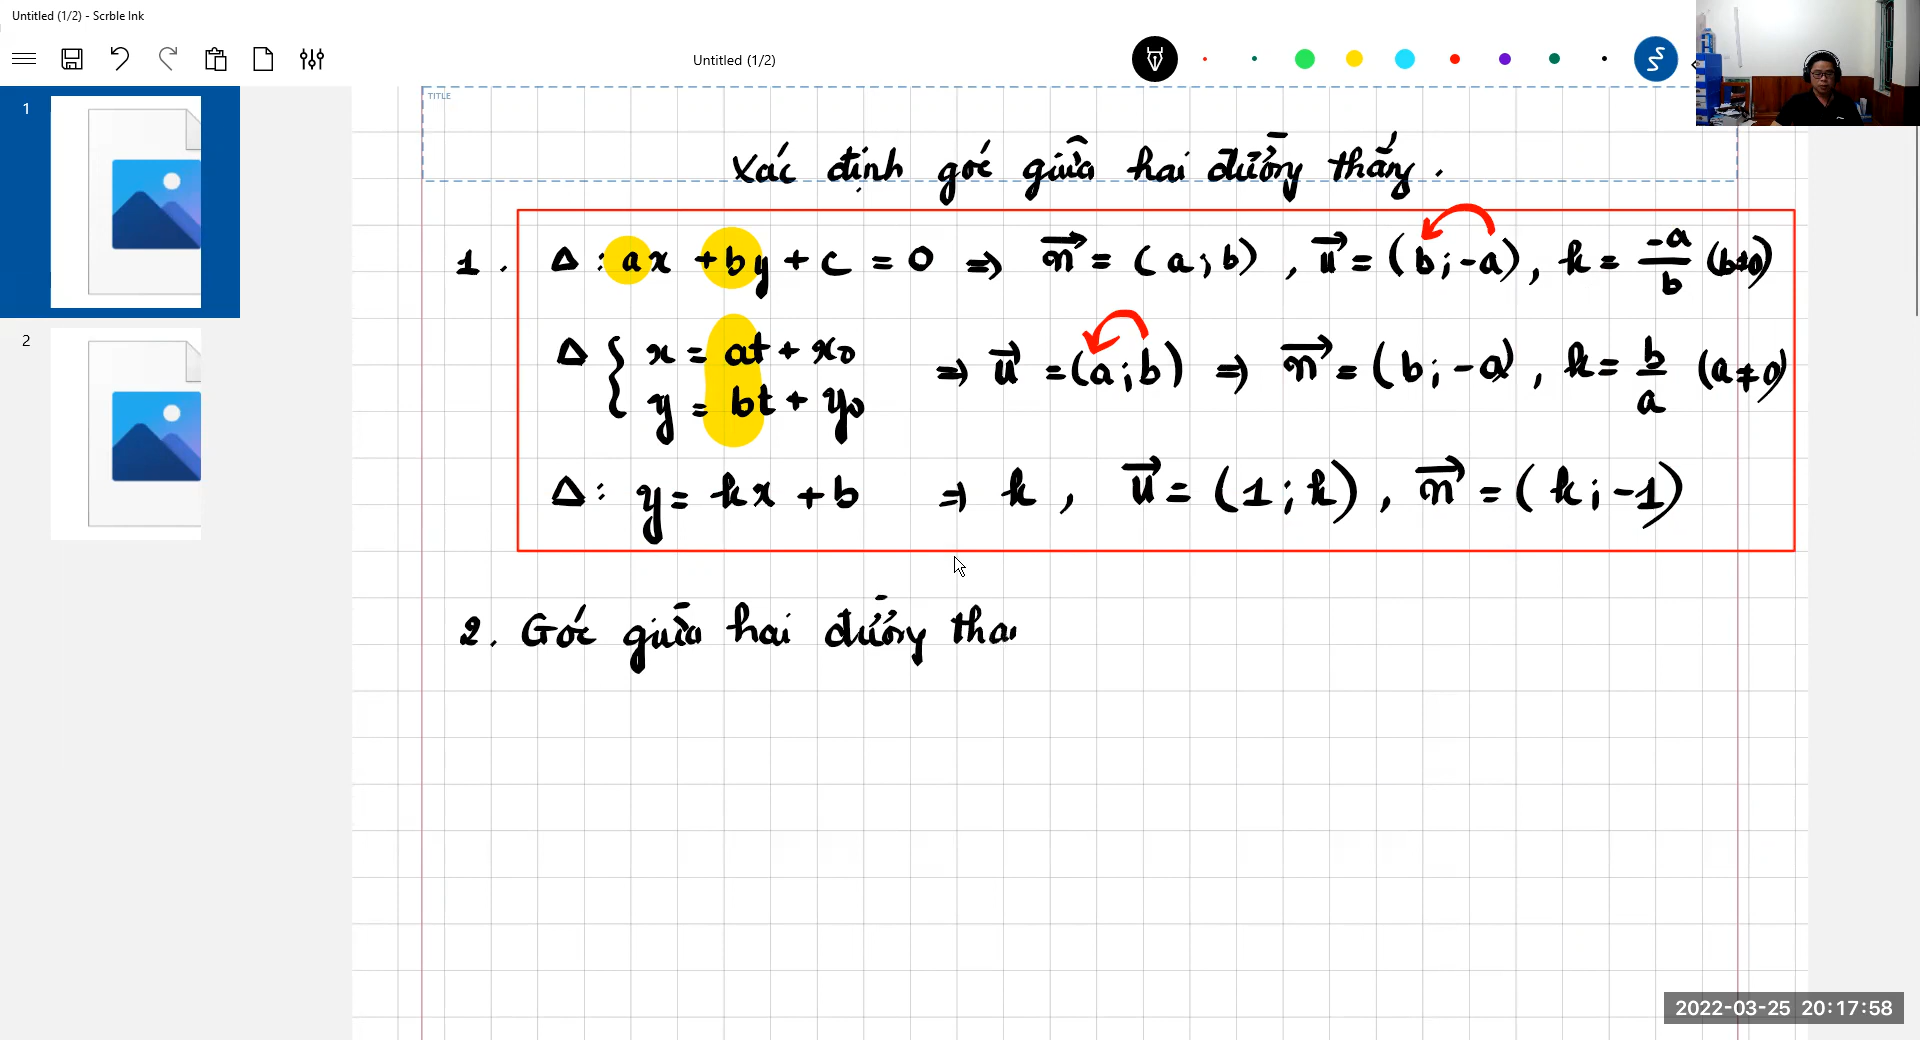 Untitled (1/2) - Scrble Ink
Untitled (1/2)
1
2
TITLE
Xác định góc giữa hai đường thẳng.
1. Δ: ax + by + c = 0 ⇒ n⃗ = (a; b), u⃗ = (b; -a), k = -a/b (b≠0)
Δ { x = at + x₀
y = bt + y₀ ⇒ u⃗ = (a; b) ⇒ n⃗ = (b; -a), k = b/a (a≠0)
Δ: y = kx + b ⇒ k, u⃗ = (1; k), n⃗ = (k; -1)
2. Góc giữa hai đường tha
2022-03-25 20:17:58